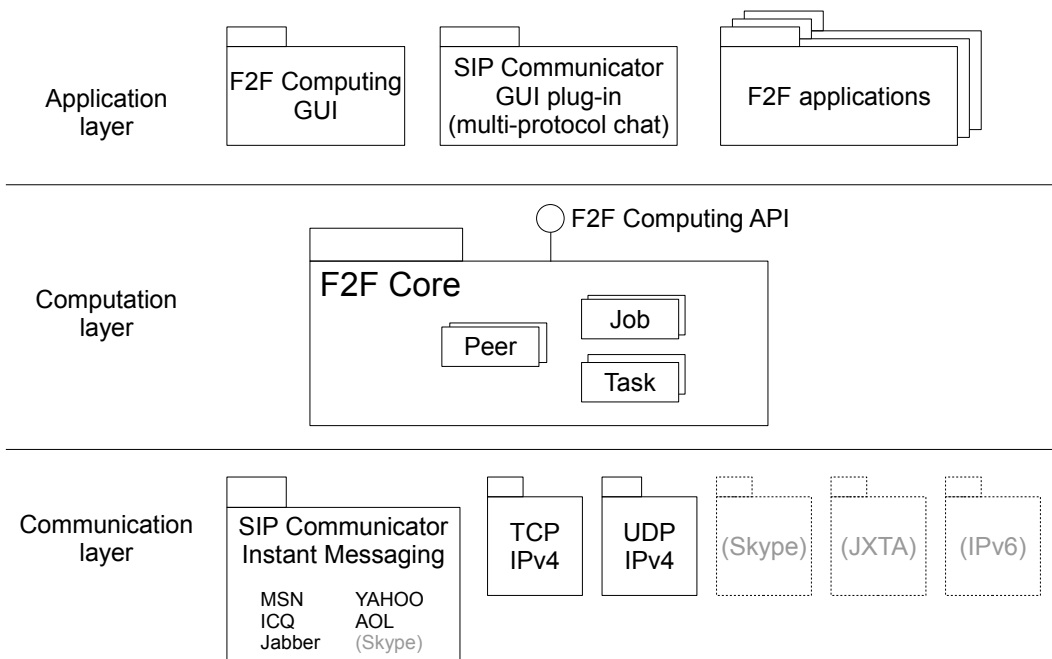 Application
layer
F2F Computing
GUI
SIP Communicator
GUI plug-in
(multi-protocol chat)
F2F applications
Computation
layer
F2F Computing API
F2F Core
Peer
Job
Task
Communication
layer
SIP Communicator
Instant Messaging
MSN YAHOO
ICQ AOL
Jabber (Skype)
TCP
IPv4
UDP
IPv4
(Skype)
(JXTA)
(IPv6)